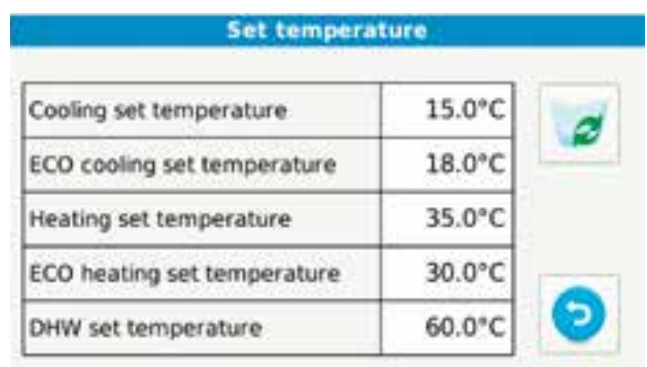 Set temperature
Cooling set temperature 15.0°C
ECO cooling set temperature 18.0°C
Heating set temperature 35.0°C
ECO heating set temperature 30.0°C
DHW set temperature 60.0°C